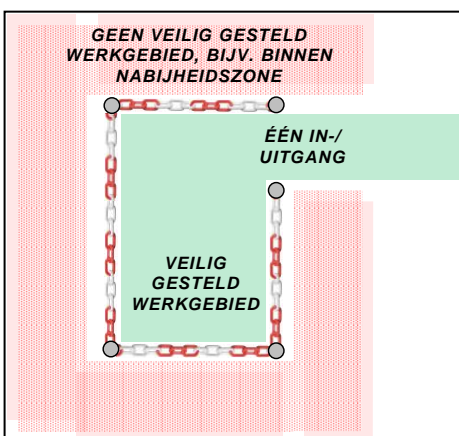 GEEN VEILIG GESTELD
WERKGEBIED, BIJV. BINNEN
NABIJHEIDSZONE
ÉÉN IN-/
UITGANG
VEILIG
GESTELD
WERKGEBIED